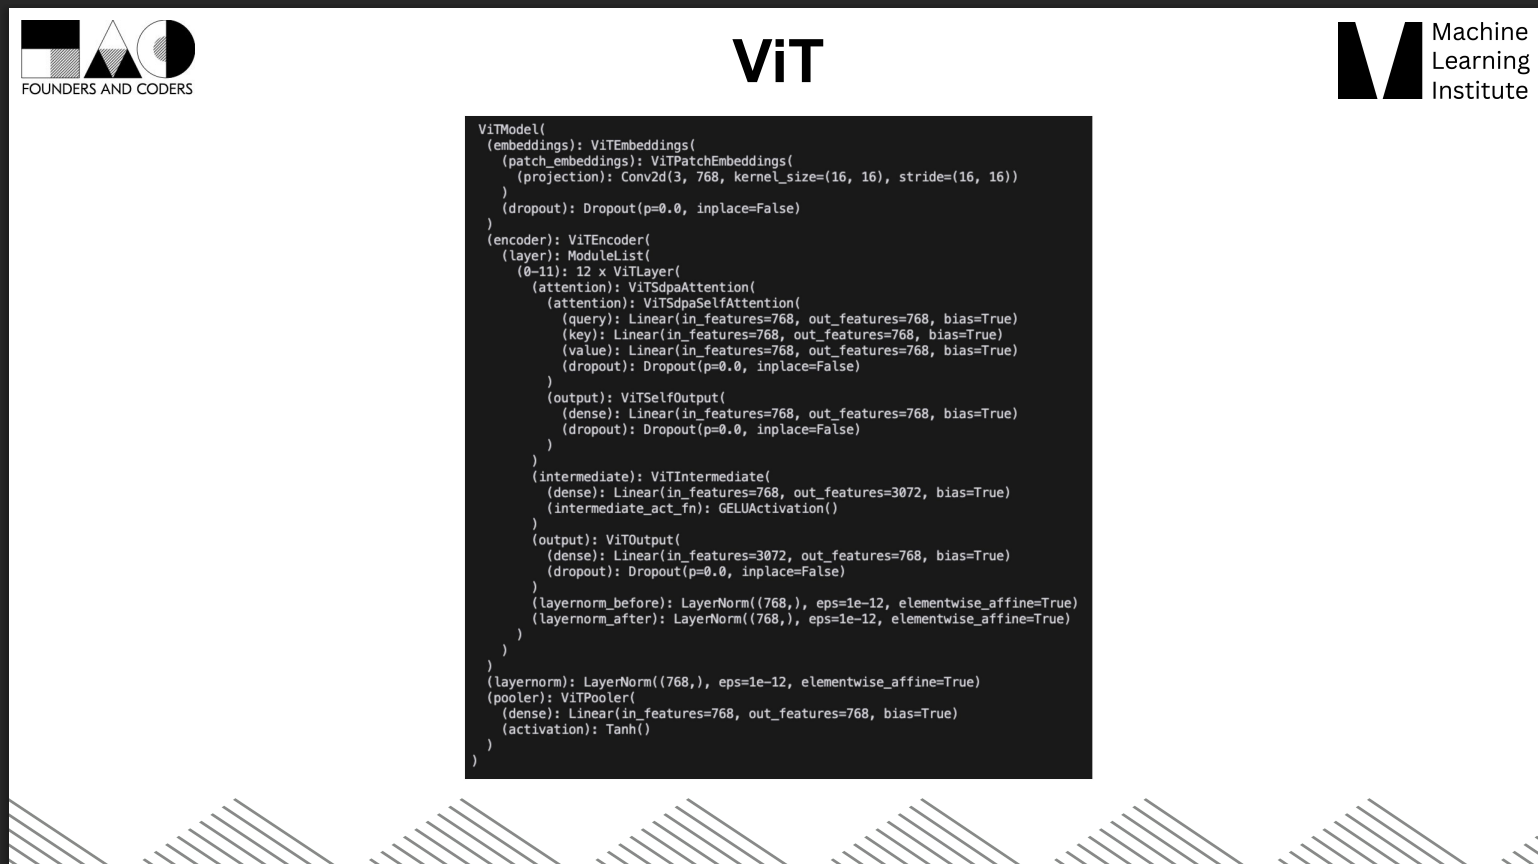 FOUNDERS AND CODERS
ViT
Machine
Learning
Institute
ViTModel(
(embeddings): ViTEmbeddings(
(patch_embeddings): ViTPatchEmbeddings(
(projection): Conv2d(3, 768, kernel_size=(16, 16), stride=(16, 16))
)
(dropout): Dropout(p=0.0, inplace=False)
)
(encoder): ViTEncoder(
(layer): ModuleList(
(0-11): 12 x ViTLayer(
(attention): ViTSdpaAttention(
(attention): ViTSdpaSelfAttention(
(query): Linear(in_features=768, out_features=768, bias=True)
(key): Linear(in_features=768, out_features=768, bias=True)
(value): Linear(in_features=768, out_features=768, bias=True)
(dropout): Dropout(p=0.0, inplace=False)
)
(output): ViTSelfOutput(
(dense): Linear(in_features=768, out_features=768, bias=True)
(dropout): Dropout(p=0.0, inplace=False)
)
)
(intermediate): ViTIntermediate(
(dense): Linear(in_features=768, out_features=3072, bias=True)
(intermediate_act_fn): GELUActivation()
)
(output): ViTOutput(
(dense): Linear(in_features=3072, out_features=768, bias=True)
(dropout): Dropout(p=0.0, inplace=False)
)
(layernorm_before): LayerNorm((768,), eps=1e-12, elementwise_affine=True)
(layernorm_after): LayerNorm((768,), eps=1e-12, elementwise_affine=True)
)
)
)
(layernorm): LayerNorm((768,), eps=1e-12, elementwise_affine=True)
(pooler): ViTPooler(
(dense): Linear(in_features=768, out_features=768, bias=True)
(activation): Tanh()
)
)